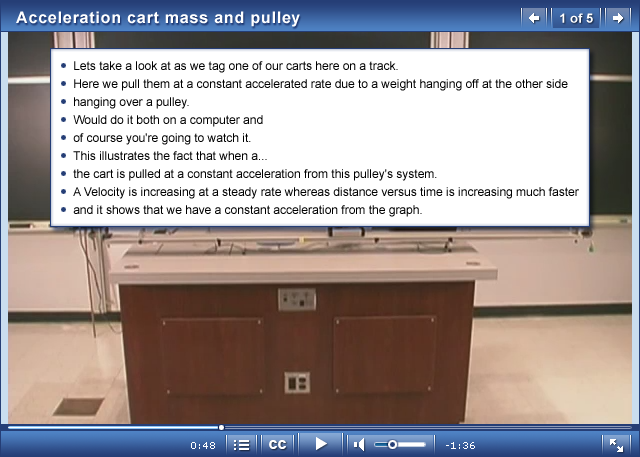 Acceleration cart mass and pulley
1 of 5
Lets take a look at as we tag one of our carts here on a track.
Here we pull them at a constant accelerated rate due to a weight hanging off at the other side
hanging over a pulley.
Would do it both on a computer and
of course you're going to watch it.
This illustrates the fact that when a...
the cart is pulled at a constant acceleration from this pulley's system.
A Velocity is increasing at a steady rate whereas distance versus time is increasing much faster
and it shows that we have a constant acceleration from the graph.
0:48
CC
-1:36